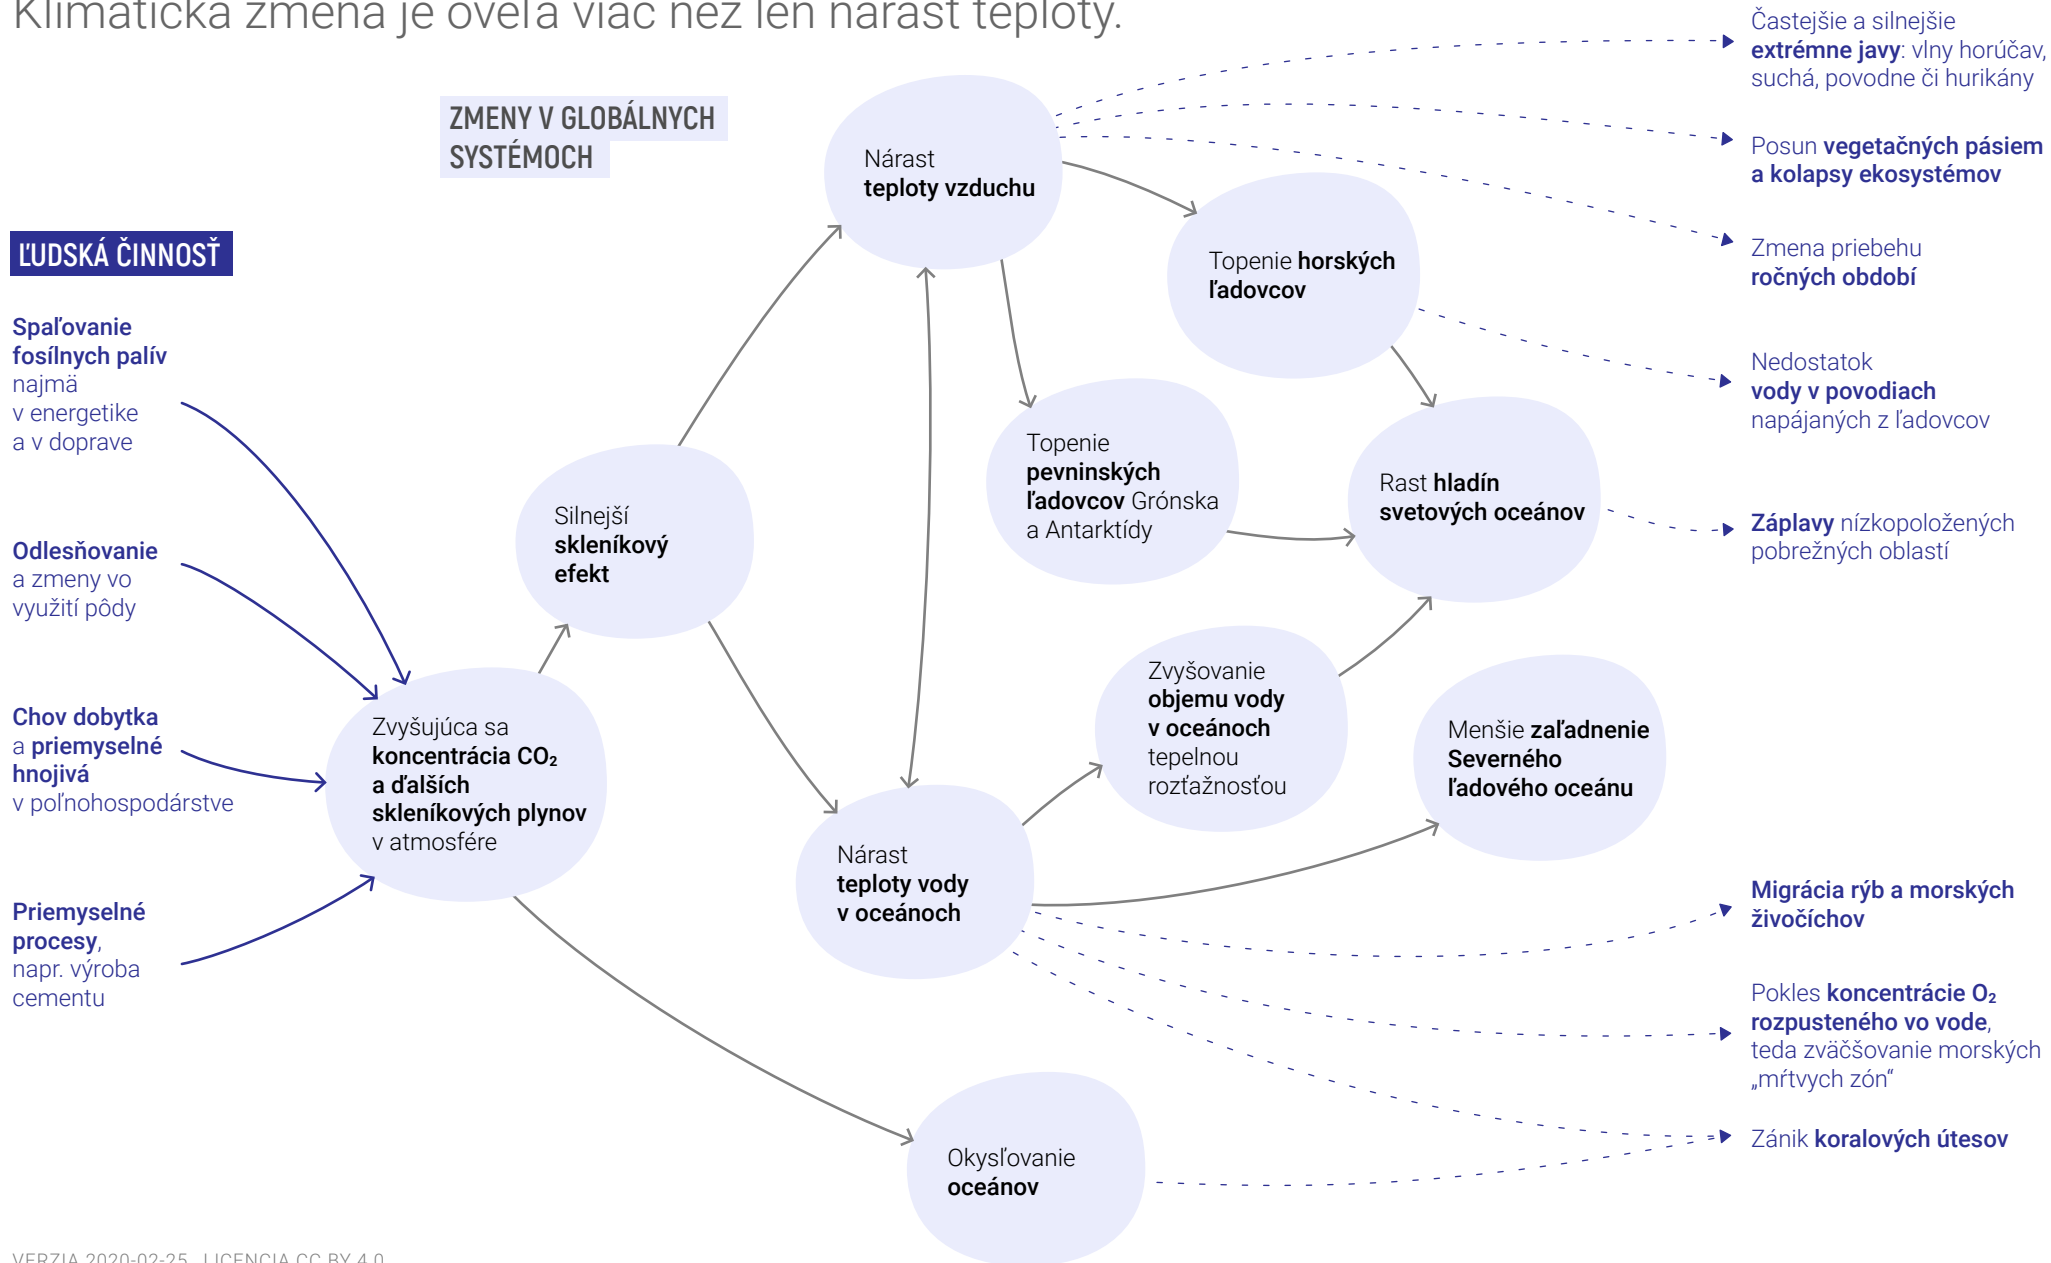 Klimatická zmena je oveľa viac než len nárast teploty.
ZMENY V GLOBÁLNYCH
SYSTÉMOCH
ĽUDSKÁ ČINNOSŤ
Spaľovanie
fosílnych palív
najmä
v energetike
a v doprave
Odlesňovanie
a zmeny vo
využití pôdy
Chov dobytka
a priemyselné
hnojivá
v poľnohospodárstve
Priemyselné
procesy,
napr. výroba
cementu
Zvyšujúca sa
koncentrácia CO₂
a ďalších
skleníkových plynov
v atmosfére
Silnejší
skleníkový
efekt
Nárast
teploty vzduchu
Topenie horských
ľadovcov
Topenie
pevninských
ľadovcov Grónska
a Antarktídy
Rast hladín
svetových oceánov
Zvyšovanie
objemu vody
v oceánoch
tepelnou
rozťažnosťou
Menšie zaľadnenie
Severného
ľadového oceánu
Nárast
teploty vody
v oceánoch
Okysľovanie
oceánov
Častejšie a silnejšie
extrémne javy: vlny horúčav,
suchá, povodne či hurikány
Posun vegetačných pásiem
a kolapsy ekosystémov
Zmena priebehu
ročných období
Nedostatok
vody v povodiach
napájaných z ľadovcov
Záplavy nízkopoložených
pobrežných oblastí
Migrácia rýb a morských
živočíchov
Pokles koncentrácie O₂
rozpusteného vo vode,
teda zväčšovanie morských
„mŕtvych zón“
Zánik koralových útesov
VERZIA 2020-02-25 LICENCIA CC BY 4.0